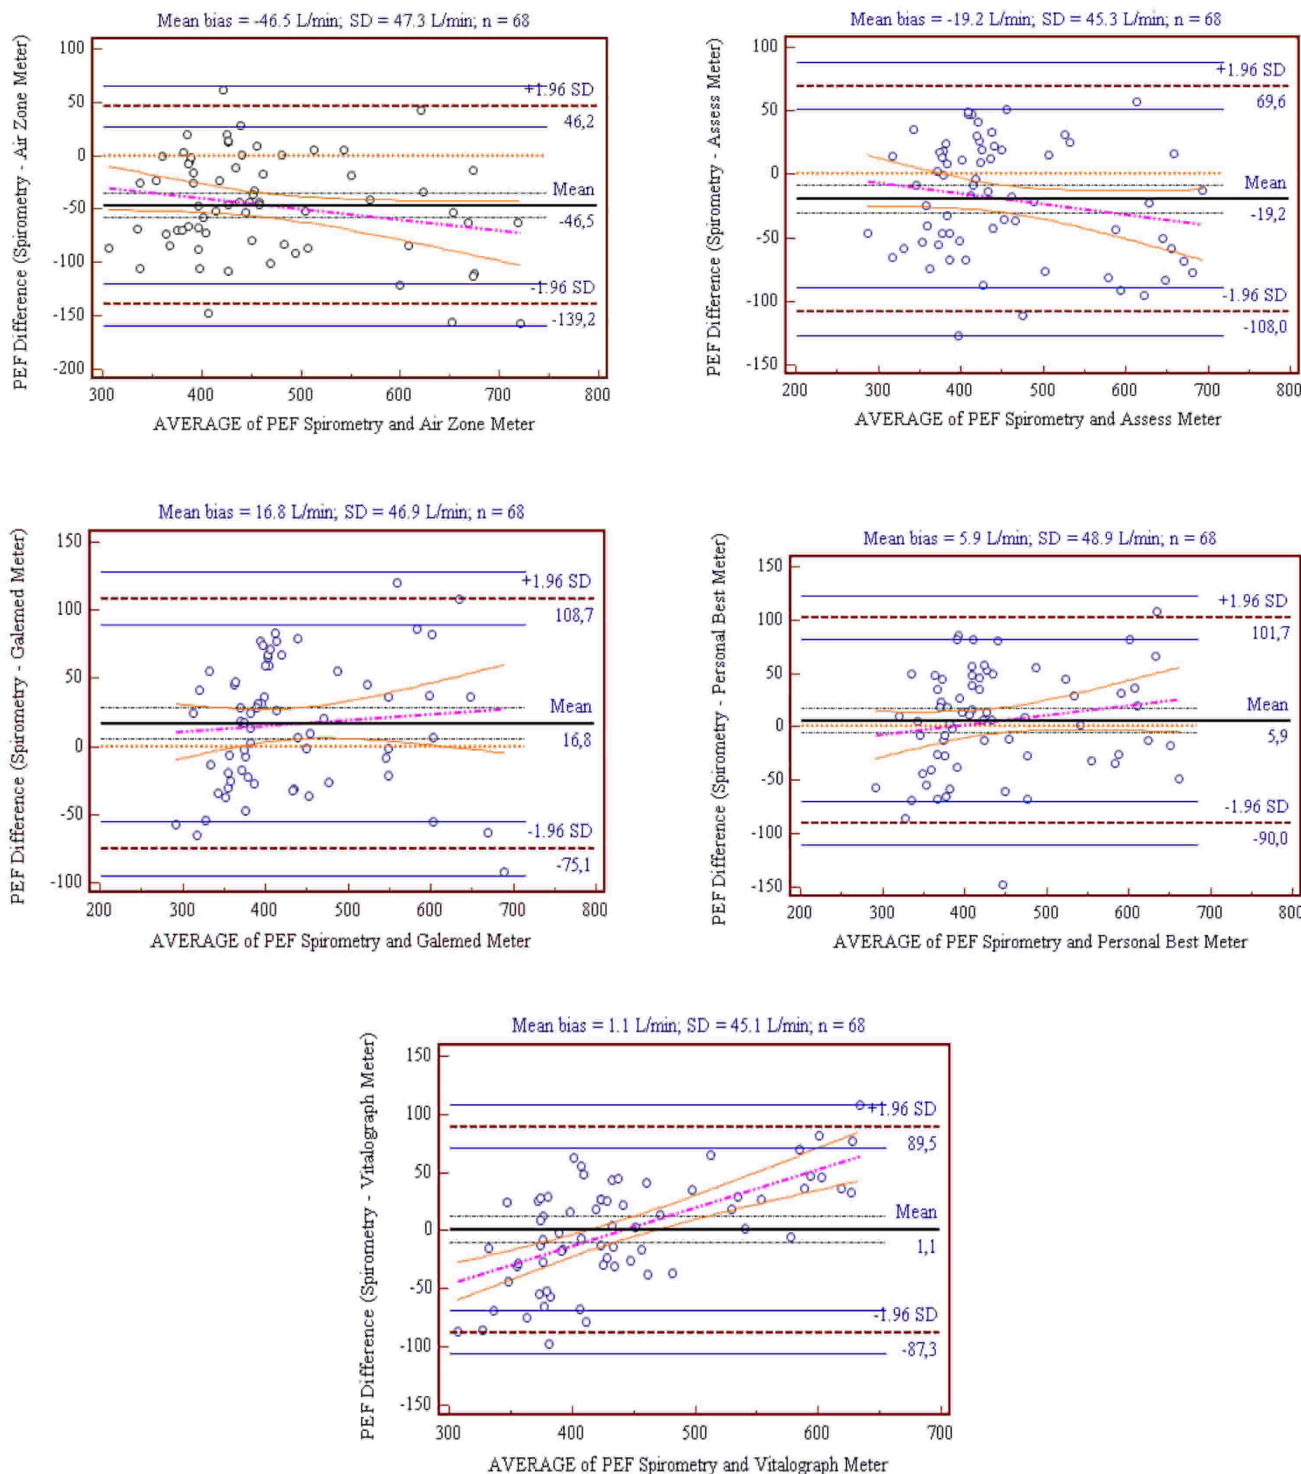 Mean bias = -46.5 L/min; SD = 47.3 L/min; n = 68
PEF Difference (Spirometry - Air Zone Meter)
100
50
0
-50
-100
-150
-200
+1.96 SD
46,2
Mean
-46,5
-1.96 SD
-139,2
300 400 500 600 700 800
AVERAGE of PEF Spirometry and Air Zone Meter
Mean bias = -19.2 L/min; SD = 45.3 L/min; n = 68
PEF Difference (Spirometry - Assess Meter)
100
50
0
-50
-100
-150
+1.96 SD
69,6
Mean
-19,2
-1.96 SD
-108,0
200 300 400 500 600 700 800
AVERAGE of PEF Spirometry and Assess Meter
Mean bias = 16.8 L/min; SD = 46.9 L/min; n = 68
PEF Difference (Spirometry - Galemed Meter)
150
100
50
0
-50
-100
+1.96 SD
108,7
Mean
16,8
-1.96 SD
-75,1
200 300 400 500 600 700 800
AVERAGE of PEF Spirometry and Galemed Meter
Mean bias = 5.9 L/min; SD = 48.9 L/min; n = 68
PEF Difference (Spirometry - Personal Best Meter)
150
100
50
0
-50
-100
-150
+1.96 SD
101,7
Mean
5,9
-1.96 SD
-90,0
200 300 400 500 600 700 800
AVERAGE of PEF Spirometry and Personal Best Meter
Mean bias = 1.1 L/min; SD = 45.1 L/min; n = 68
PEF Difference (Spirometry - Vitalograph Meter)
150
100
50
0
-50
-100
-150
+1.96 SD
89,5
Mean
1,1
-1.96 SD
-87,3
300 400 500 600 700
AVERAGE of PEF Spirometry and Vitalograph Meter